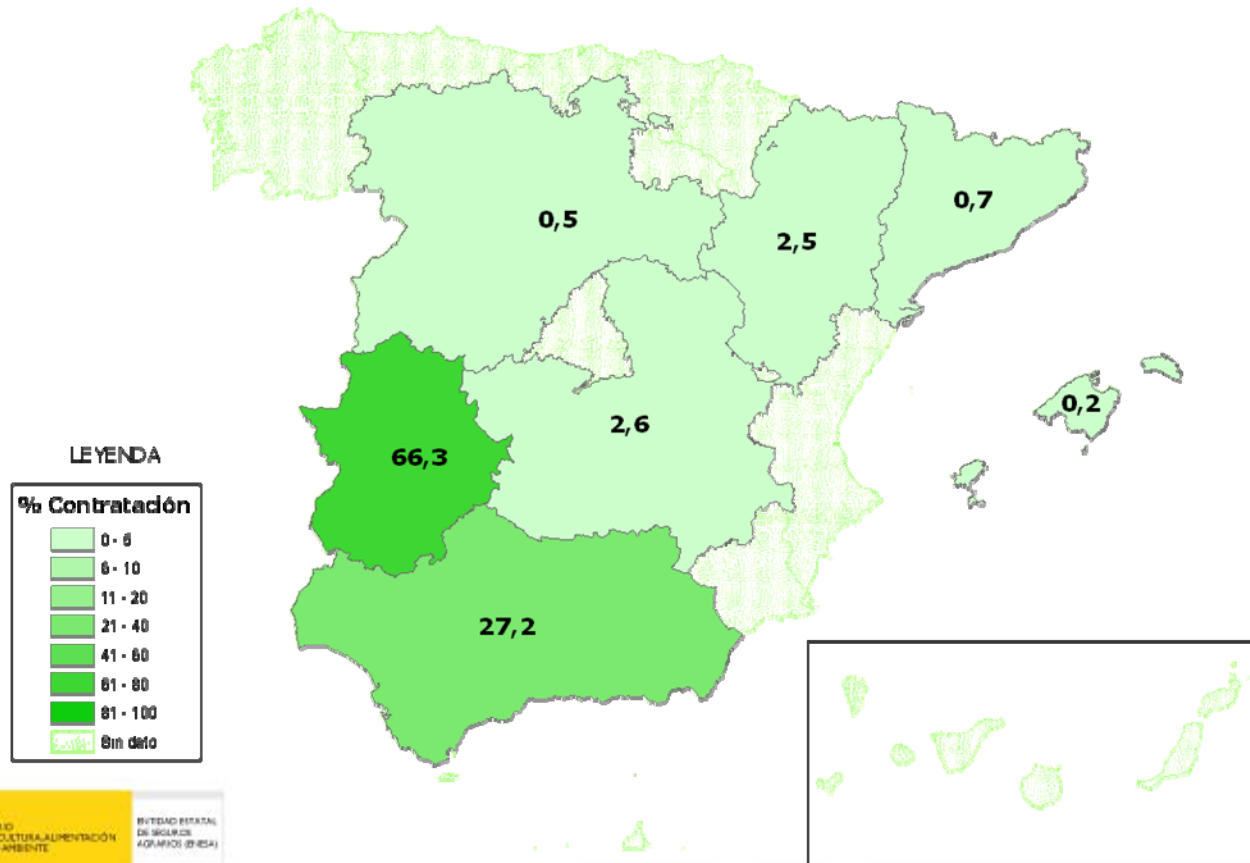 0,5
2,5
0,7
0,2
2,6
66,3
27,2
LEYENDA
% Contratación
0 - 5
6 - 10
11 - 20
21 - 40
41 - 60
61 - 80
81 - 100
Sin dato
ALIMENTACIÓN
AMBIENTE
ENTIDAD ESTATAL
DE SEGUROS
AGRARIOS (ENESA)